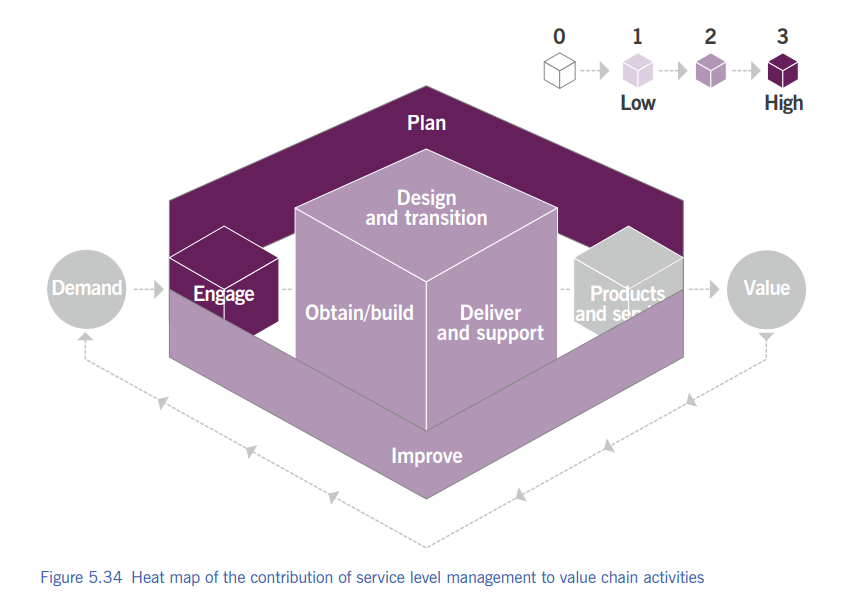 0 1 2 3
Low High
Plan
Design
and transition
Demand
Engage
Obtain/build
Deliver
and support
Products
and
Value
Improve
Figure 5.34 Heat map of the contribution of service level management to value chain activities